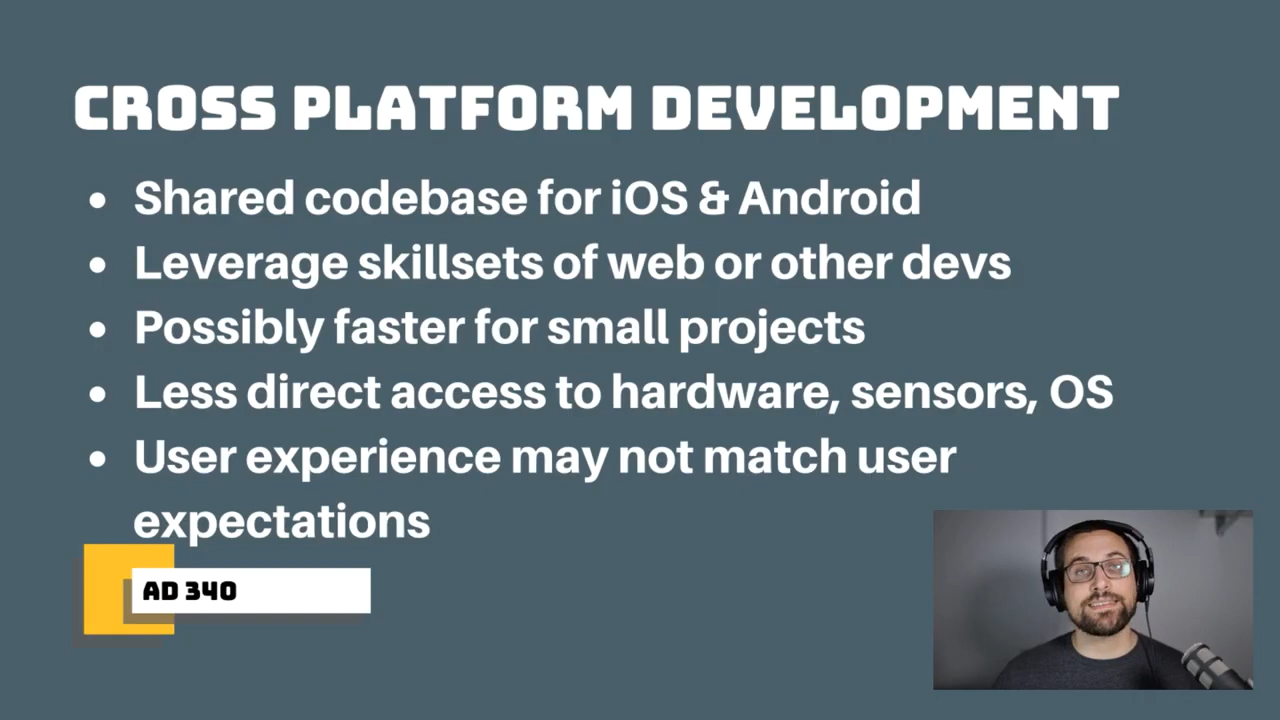 CROSS PLATFORM DEVELOPMENT
• Shared codebase for iOS & Android
• Leverage skillsets of web or other devs
• Possibly faster for small projects
• Less direct access to hardware, sensors, OS
• User experience may not match user
expectations
AD 340